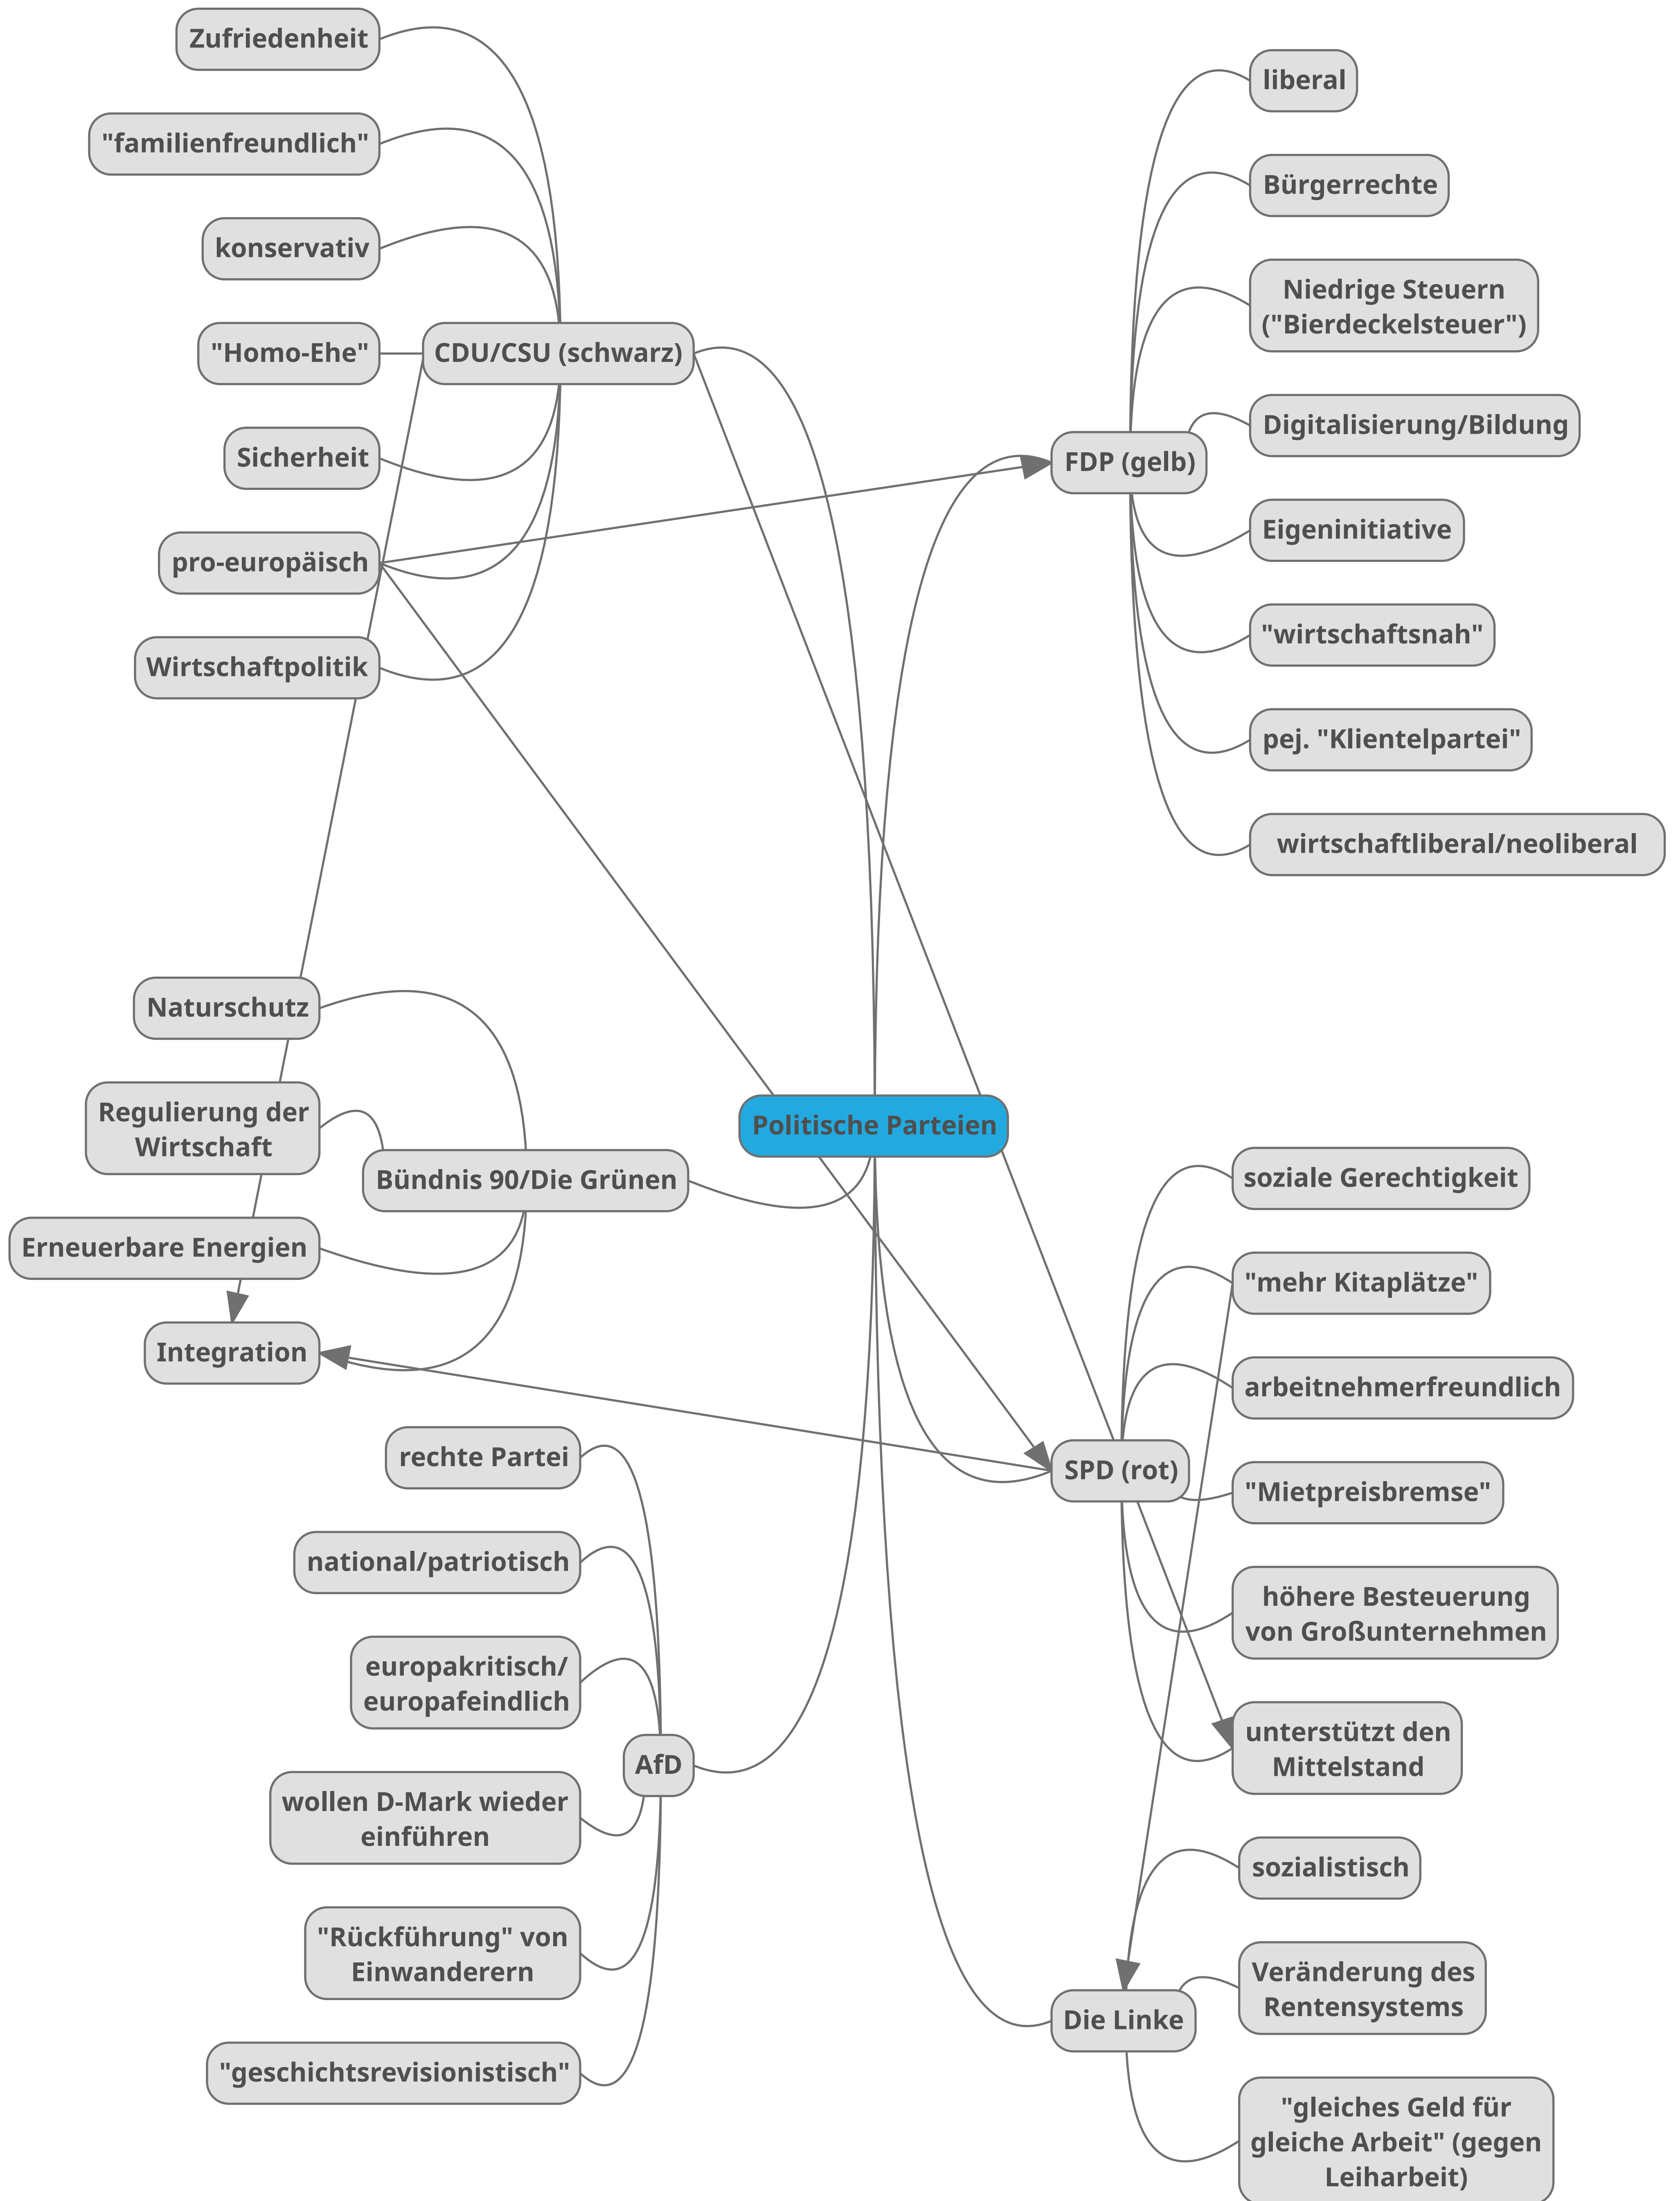 Zufriedenheit
"familienfreundlich"
konservativ
"Homo-Ehe"
CDU/CSU (schwarz)
Sicherheit
pro-europäisch
Wirtschaftpolitik
liberal
Bürgerrechte
Niedrige Steuern
("Bierdeckelsteuer")
Digitalisierung/Bildung
FDP (gelb)
Eigeninitiative
"wirtschaftsnah"
pej. "Klientelpartei"
wirtschaftliberal/neoliberal
Politische Parteien
Naturschutz
Regulierung der
Wirtschaft
Bündnis 90/Die Grünen
Erneuerbare Energien
Integration
soziale Gerechtigkeit
"mehr Kitaplätze"
arbeitnehmerfreundlich
SPD (rot)
"Mietpreisbremse"
höhere Besteuerung
von Großunternehmen
unterstützt den
Mittelstand
rechte Partei
national/patriotisch
europakritisch/
europafeindlich
AfD
wollen D-Mark wieder
einführen
"Rückführung" von
Einwanderern
"geschichtsrevisionistisch"
sozialistisch
Veränderung des
Rentensystems
Die Linke
"gleiches Geld für
gleiche Arbeit" (gegen
Leiharbeit)